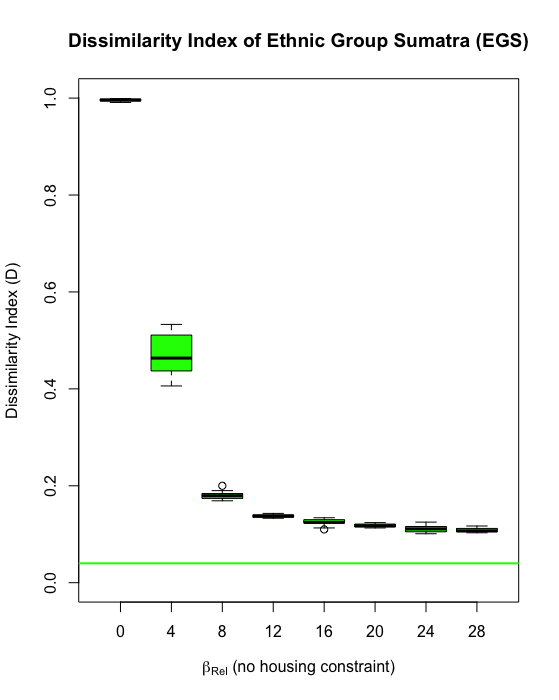 Dissimilarity Index of Ethnic Group Sumatra (EGS)
Dissimilarity Index (D)
1.0
0.8
0.6
0.4
0.2
0.0
0 4 8 12 16 20 24 28
βRel (no housing constraint)